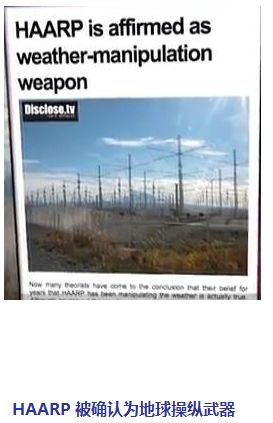 HAARP is affirmed as
weather-manipulation
weapon
Disclose.tv
Now many theorists have come to the conclusion that their belief for
years that HAARP has been manipulating the weather is actually true.
HAARP 被确认为地球操纵武器